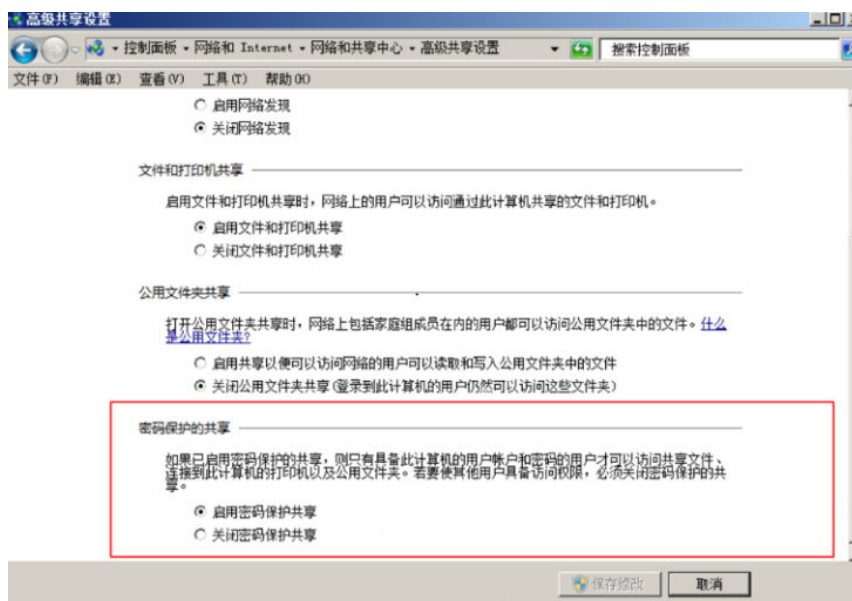 高级共享设置
控制面板 网络和 Internet 网络和共享中心 高级共享设置 搜索控制面板
文件(F) 编辑(E) 查看(V) 工具(T) 帮助(H)
启用网络发现
关闭网络发现
文件和打印机共享
启用文件和打印机共享时，网络上的用户可以访问通过此计算机共享的文件和打印机。
启用文件和打印机共享
关闭文件和打印机共享
公用文件夹共享
打开公用文件夹共享时，网络上包括家庭组成员在内的用户都可以访问公用文件夹中的文件。什么
是公用文件夹?
启用共享以便可以访问网络的用户可以读取和写入公用文件夹中的文件
关闭公用文件夹共享(登录到此计算机的用户仍然可以访问这些文件夹)
密码保护的共享
如果已启用密码保护的共享，则只有具备此计算机的用户帐户和密码的用户才可以访问共享文件、
连接到此计算机的打印机以及公用文件夹。若要使其他用户具备访问权限，必须关闭密码保护的共
享。
启用密码保护共享
关闭密码保护共享
保存修改 取消